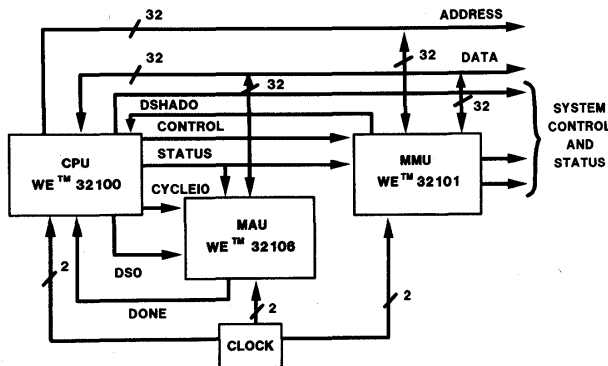 32
ADDRESS
32
32
DATA
32
32
DSHADO
CONTROL
SYSTEM
CONTROL
AND
STATUS
CPU
WE™ 32100
STATUS
MMU
WE™ 32101
CYCLEIO
MAU
WE™ 32106
2
DSO
2
2
DONE
CLOCK